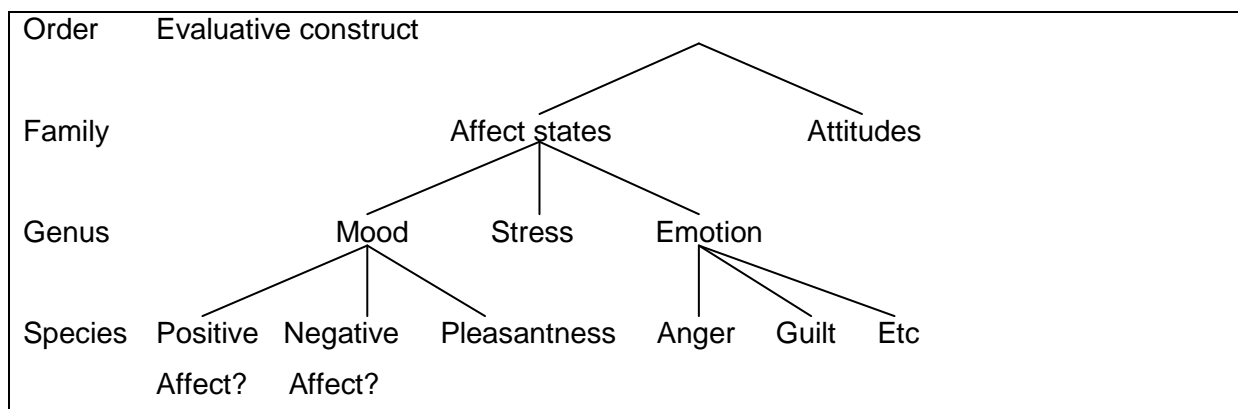 Order Evaluative construct
Family Affect states Attitudes
Genus Mood Stress Emotion
Species Positive Negative Pleasantness Anger Guilt Etc
Affect? Affect?